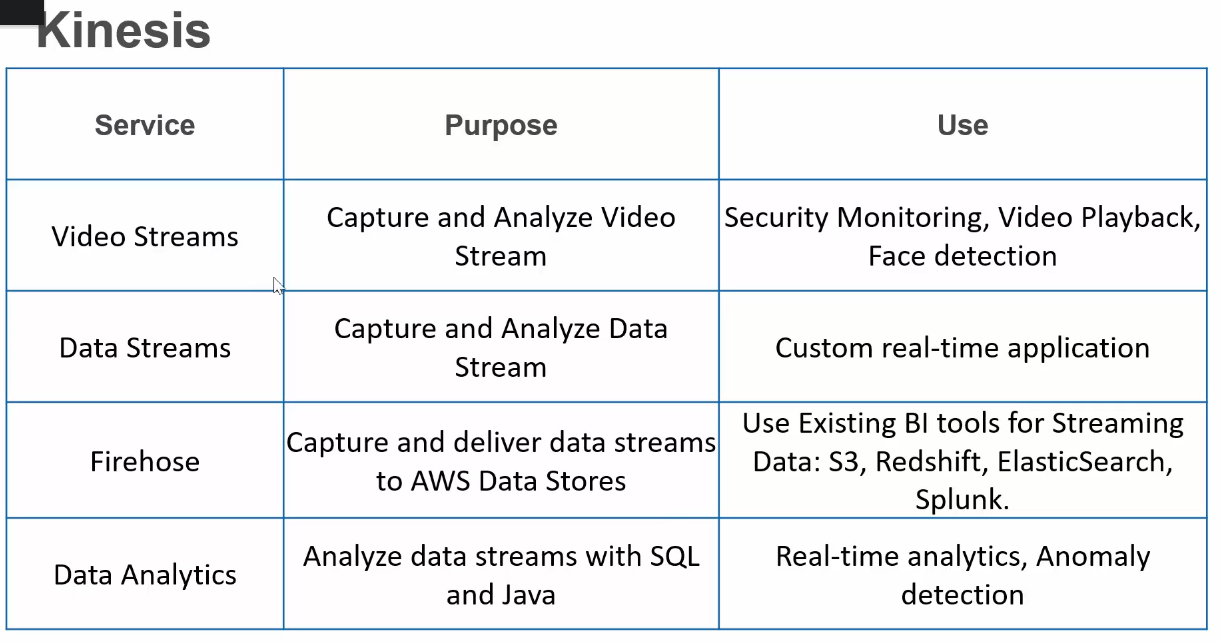 Kinesis
Service
Purpose
Use
Video Streams
Capture and Analyze Video
Stream
Security Monitoring, Video Playback,
Face detection
Data Streams
Capture and Analyze Data
Stream
Custom real-time application
Firehose
Capture and deliver data streams
to AWS Data Stores
Use Existing BI tools for Streaming
Data: S3, Redshift, ElasticSearch,
Splunk.
Data Analytics
Analyze data streams with SQL
and Java
Real-time analytics, Anomaly
detection